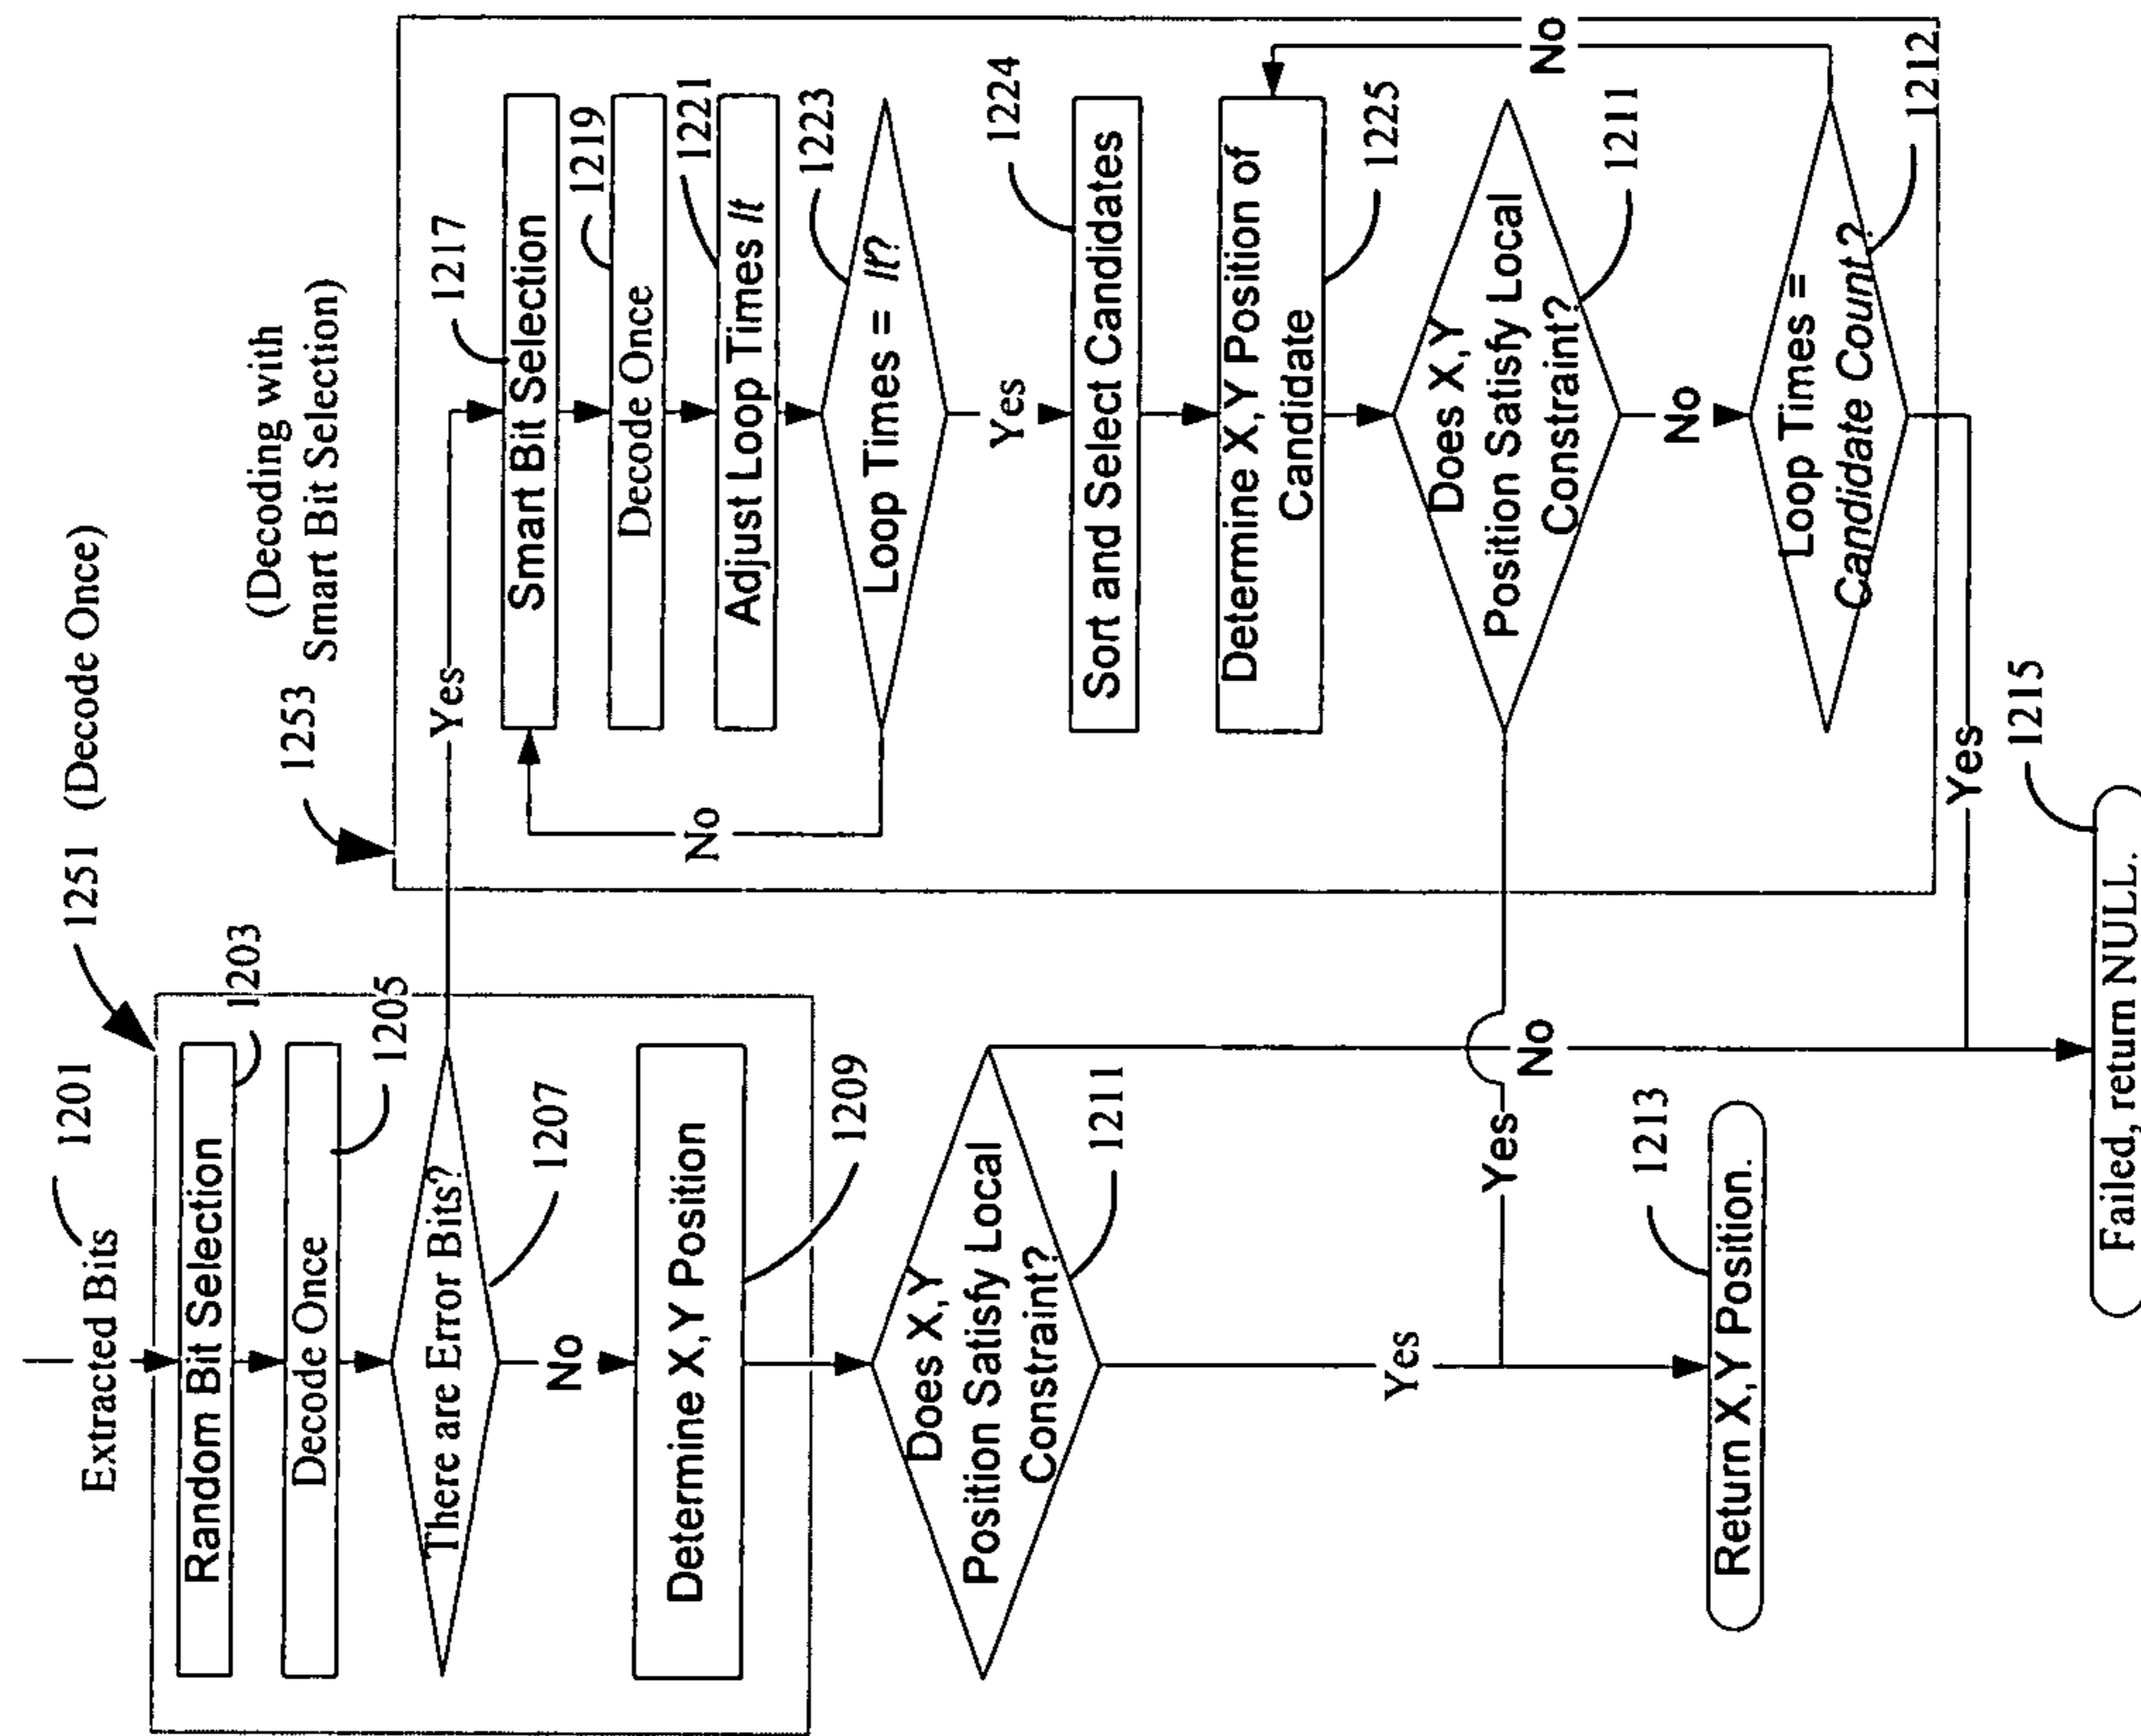 Extracted Bits
1201
1251 (Decode Once)
Random Bit Selection
1203
Decode Once
1205
There are Error Bits?
1207
No
Yes
Determine X,Y Position
1209
Does X,Y
Position Satisfy Local
Constraint?
1211
Yes
No
Return X,Y Position.
1213
(Decoding with
Smart Bit Selection)
1253
Smart Bit Selection
1217
Decode Once
1219
Adjust Loop Times lt
1221
Loop Times = lt?
1223
No
Yes
Sort and Select Candidates
1224
Determine X,Y Position of
Candidate
1225
Does X,Y
Position Satisfy Local
Constraint?
1211
Yes
No
Loop Times =
Candidate Count?
1212
No
Yes
Failed, return NULL.
1215